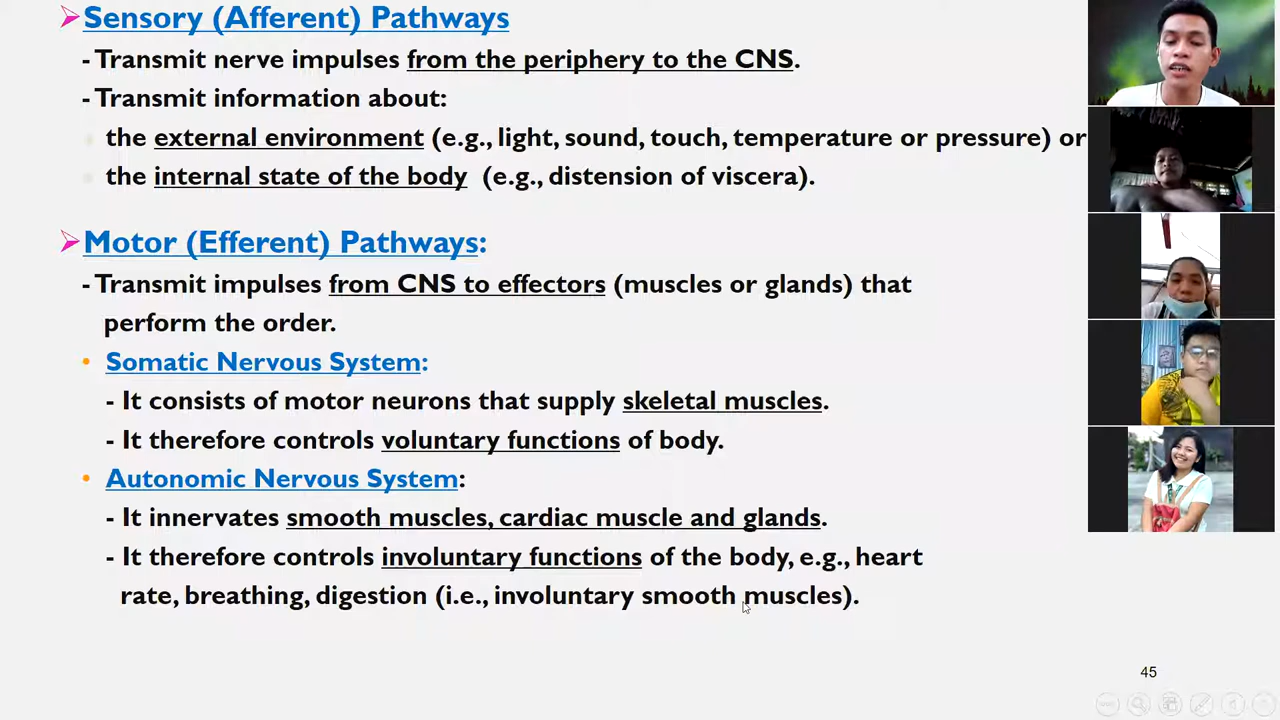 Sensory (Afferent) Pathways
- Transmit nerve impulses from the periphery to the CNS.
- Transmit information about:
the external environment (e.g., light, sound, touch, temperature or pressure) or
the internal state of the body (e.g., distension of viscera).
Motor (Efferent) Pathways:
- Transmit impulses from CNS to effectors (muscles or glands) that
perform the order.
• Somatic Nervous System:
- It consists of motor neurons that supply skeletal muscles.
- It therefore controls voluntary functions of body.
• Autonomic Nervous System:
- It innervates smooth muscles, cardiac muscle and glands.
- It therefore controls involuntary functions of the body, e.g., heart
rate, breathing, digestion (i.e., involuntary smooth muscles).
45